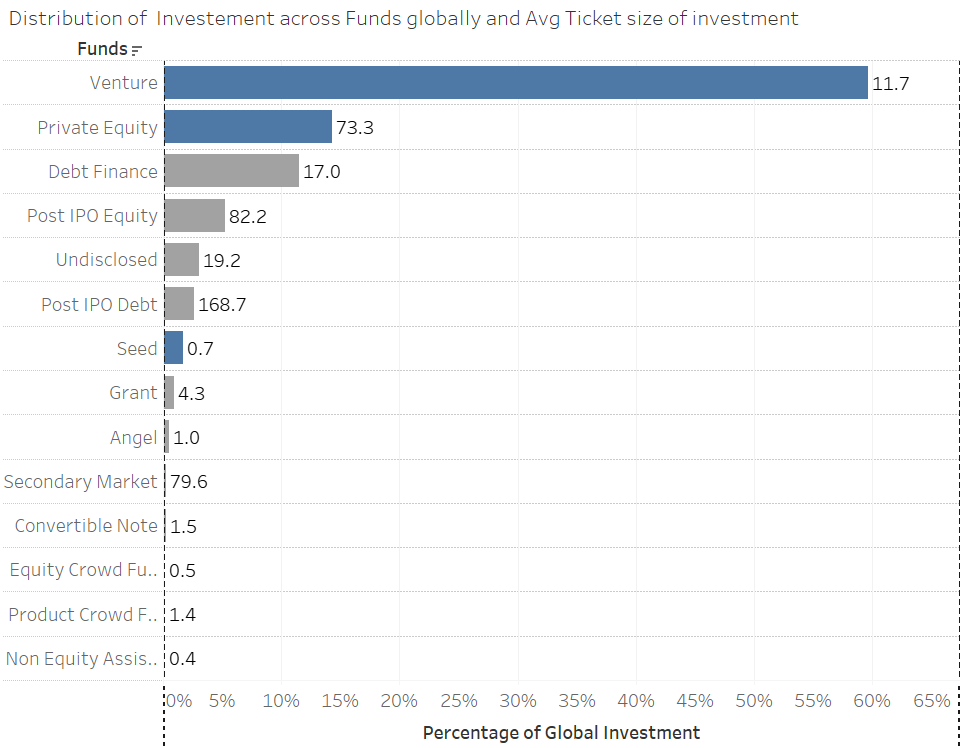 Distribution of  Investement across Funds globally and Avg Ticket size of investment
Funds
Venture 11.7
Private Equity 73.3
Debt Finance 17.0
Post IPO Equity 82.2
Undisclosed 19.2
Post IPO Debt 168.7
Seed 0.7
Grant 4.3
Angel 1.0
Secondary Market 79.6
Convertible Note 1.5
Equity Crowd Fu.. 0.5
Product Crowd F.. 1.4
Non Equity Assis.. 0.4
0% 5% 10% 15% 20% 25% 30% 35% 40% 45% 50% 55% 60% 65%
Percentage of Global Investment